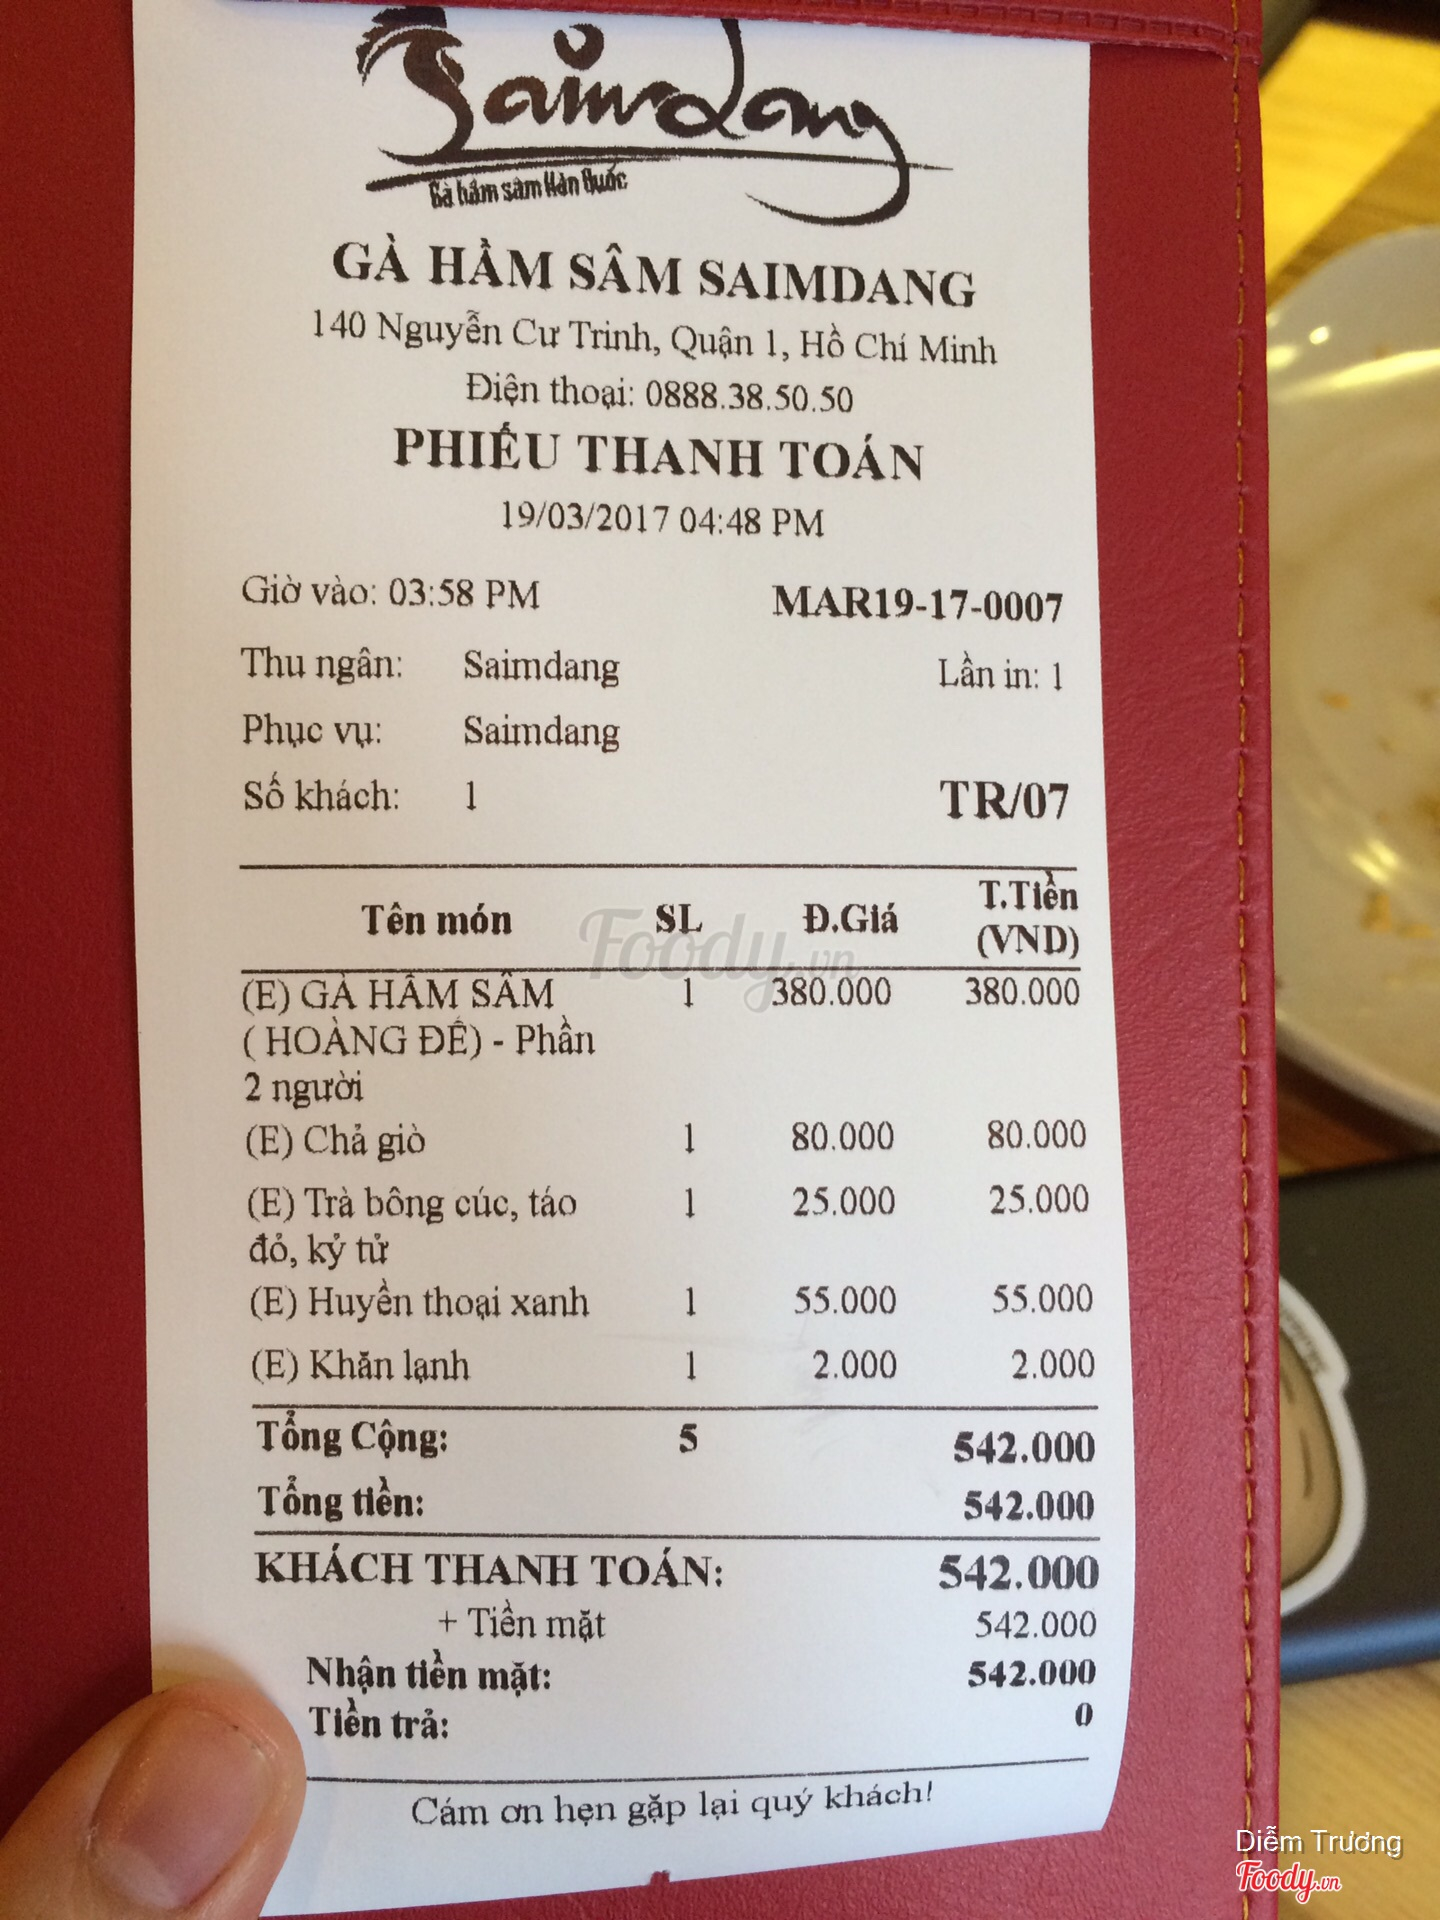 Saimdang
Gà hầm sâm Hàn Quốc
GÀ HẦM SÂM SAIMDANG
140 Nguyễn Cư Trinh, Quận 1, Hồ Chí Minh
Điện thoại: 0888.38.50.50
PHIẾU THANH TOÁN
19/03/2017 04:48 PM
Giờ vào: 03:58 PM MAR19-17-0007
Thu ngân: Saimdang Lần in: 1
Phục vụ: Saimdang
Số khách: 1 TR/07
Tên món SL Đ.Giá T.Tiền (VND)
(E) GÀ HẦM SÂM 1 380.000 380.000
( HOÀNG ĐẾ) - Phần
2 người
(E) Chả giò 1 80.000 80.000
(E) Trà bông cúc, táo 1 25.000 25.000
đỏ, kỷ tử
(E) Huyền thoại xanh 1 55.000 55.000
(E) Khăn lạnh 1 2.000 2.000
Tổng Cộng: 5 542.000
Tổng tiền: 542.000
KHÁCH THANH TOÁN: 542.000
+ Tiền mặt 542.000
Nhận tiền mặt: 542.000
Tiền trả: 0
Cám ơn hẹn gặp lại quý khách!
Foody.vn
Diễm Trương
Foody.vn